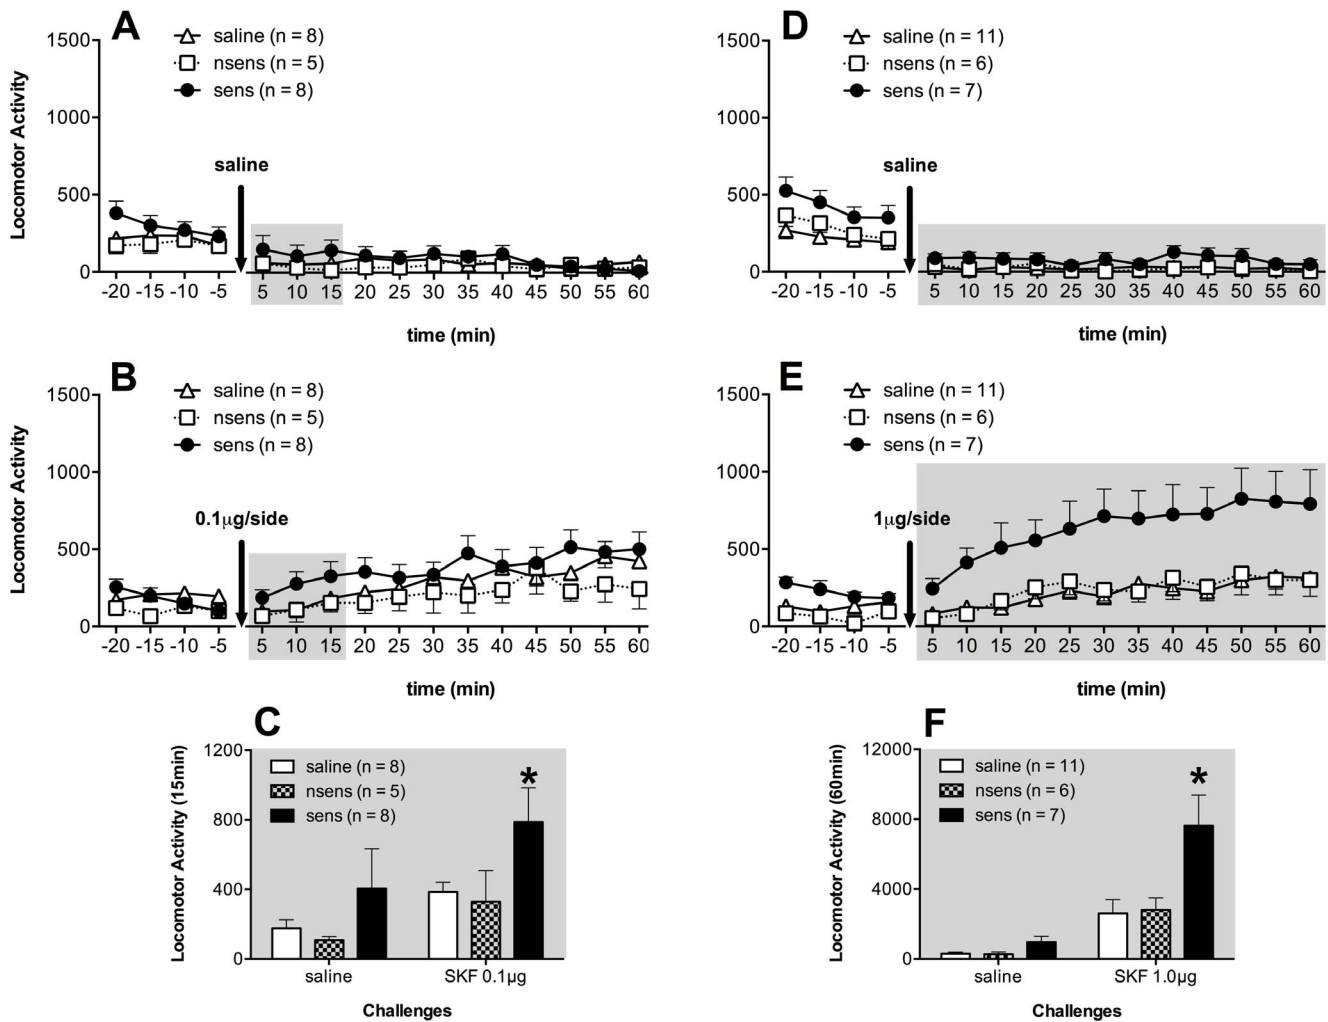 A
Locomotor Activity
1500
1000
500
0
saline (n = 8)
nsens (n = 5)
sens (n = 8)
saline
-20 -15 -10 -5 5 10 15 20 25 30 35 40 45 50 55 60
time (min)
D
1500
1000
500
0
saline (n = 11)
nsens (n = 6)
sens (n = 7)
saline
-20 -15 -10 -5 5 10 15 20 25 30 35 40 45 50 55 60
time (min)
B
Locomotor Activity
1500
1000
500
0
saline (n = 8)
nsens (n = 5)
sens (n = 8)
0.1µg/side
-20 -15 -10 -5 5 10 15 20 25 30 35 40 45 50 55 60
time (min)
E
1500
1000
500
0
saline (n = 11)
nsens (n = 6)
sens (n = 7)
1µg/side
-20 -15 -10 -5 5 10 15 20 25 30 35 40 45 50 55 60
time (min)
C
Locomotor Activity (15min)
1200
800
400
0
saline (n = 8)
nsens (n = 5)
sens (n = 8)
*
saline SKF 0.1µg
Challenges
F
Locomotor Activity (60min)
12000
8000
4000
0
saline (n = 11)
nsens (n = 6)
sens (n = 7)
*
saline SKF 1.0µg
Challenges